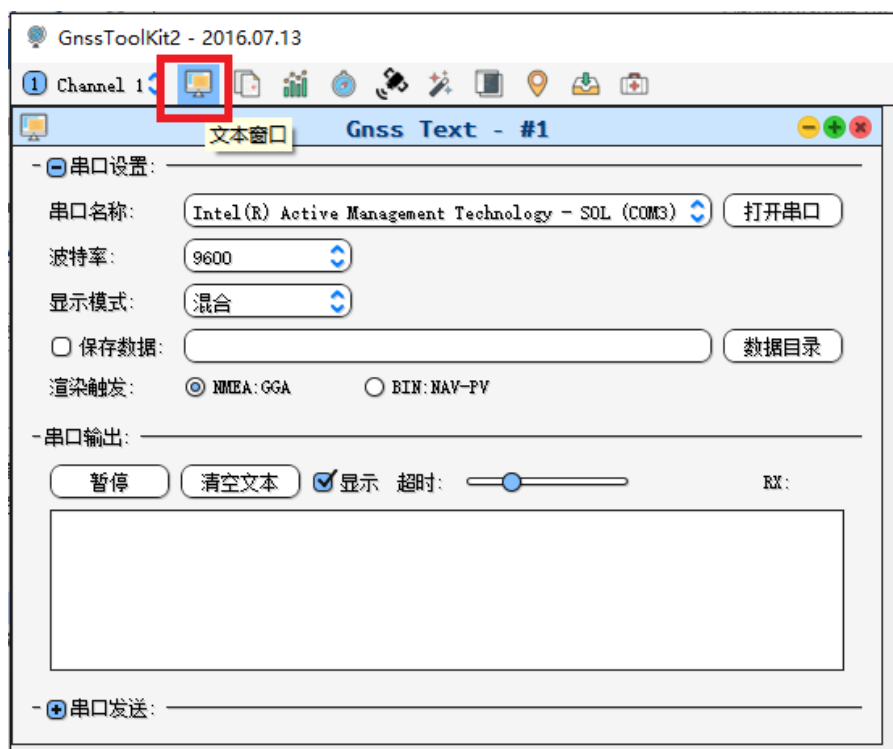 GnssToolKit2 - 2016.07.13
1 Channel 1
文本窗口
Gnss Text - #1
串口设置:
串口名称: Intel(R) Active Management Technology - SOL (COM3) 打开串口
波特率: 9600
显示模式: 混合
保存数据: 数据目录
渲染触发: NMEA:GGA BIN:NAV-PV
串口输出:
暂停 清空文本 显示 超时: RX:
串口发送: